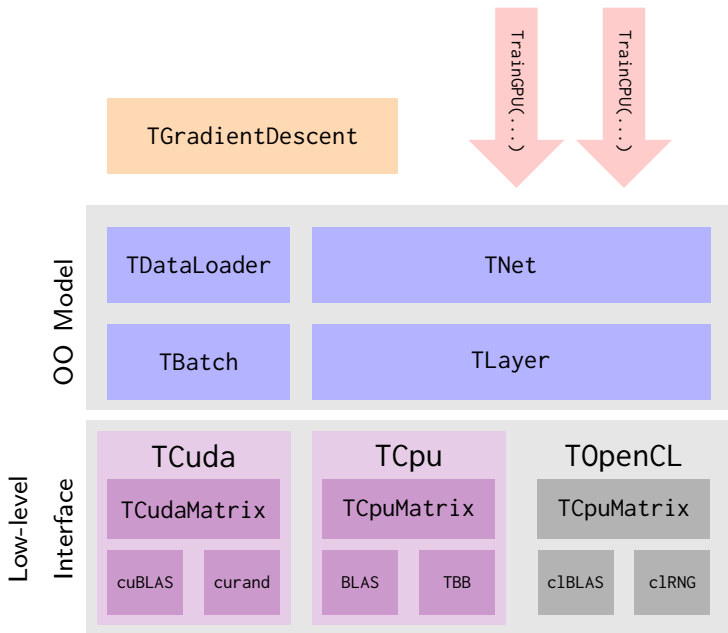 TrainGPU(...)
TrainCPU(...)
TGradientDescent
OO Model
TDataLoader
TNet
TBatch
TLayer
Low-level
Interface
TCuda
TCudaMatrix
cuBLAS
curand
TCpu
TCpuMatrix
BLAS
TBB
TOpenCL
TCpuMatrix
clBLAS
clRNG